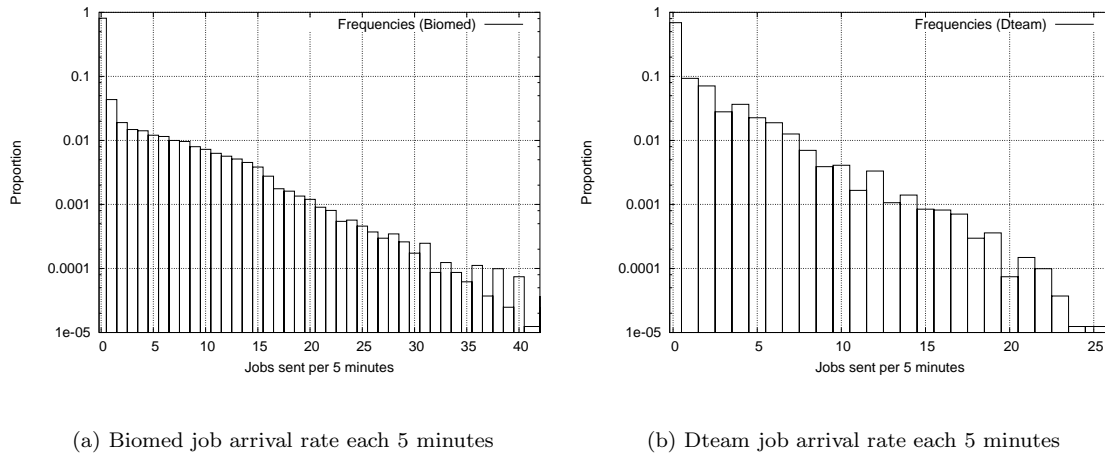 1
0.1
0.01
0.001
0.0001
1e-05
Proportion
Frequencies (Biomed)
0 5 10 15 20 25 30 35 40
Jobs sent per 5 minutes
(a) Biomed job arrival rate each 5 minutes
1
0.1
0.01
0.001
0.0001
1e-05
Proportion
Frequencies (Dteam)
0 5 10 15 20 25
Jobs sent per 5 minutes
(b) Dteam job arrival rate each 5 minutes